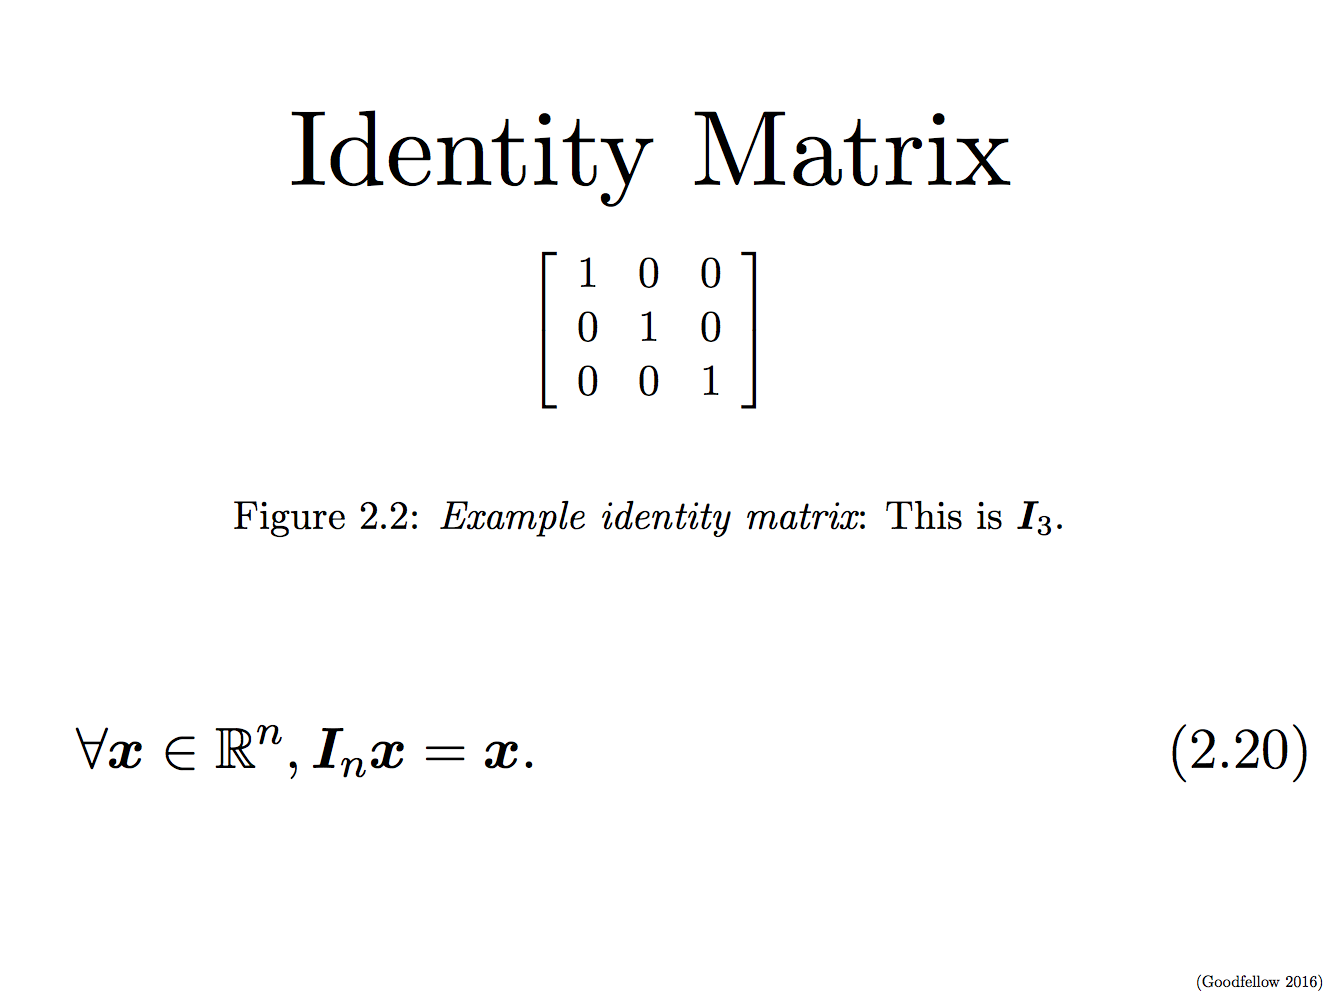 Identity Matrix
1 0 0
0 1 0
0 0 1
Figure 2.2: Example identity matrix: This is I₃.
∀x ∈ ℝⁿ, Iₙx = x. (2.20)
(Goodfellow 2016)